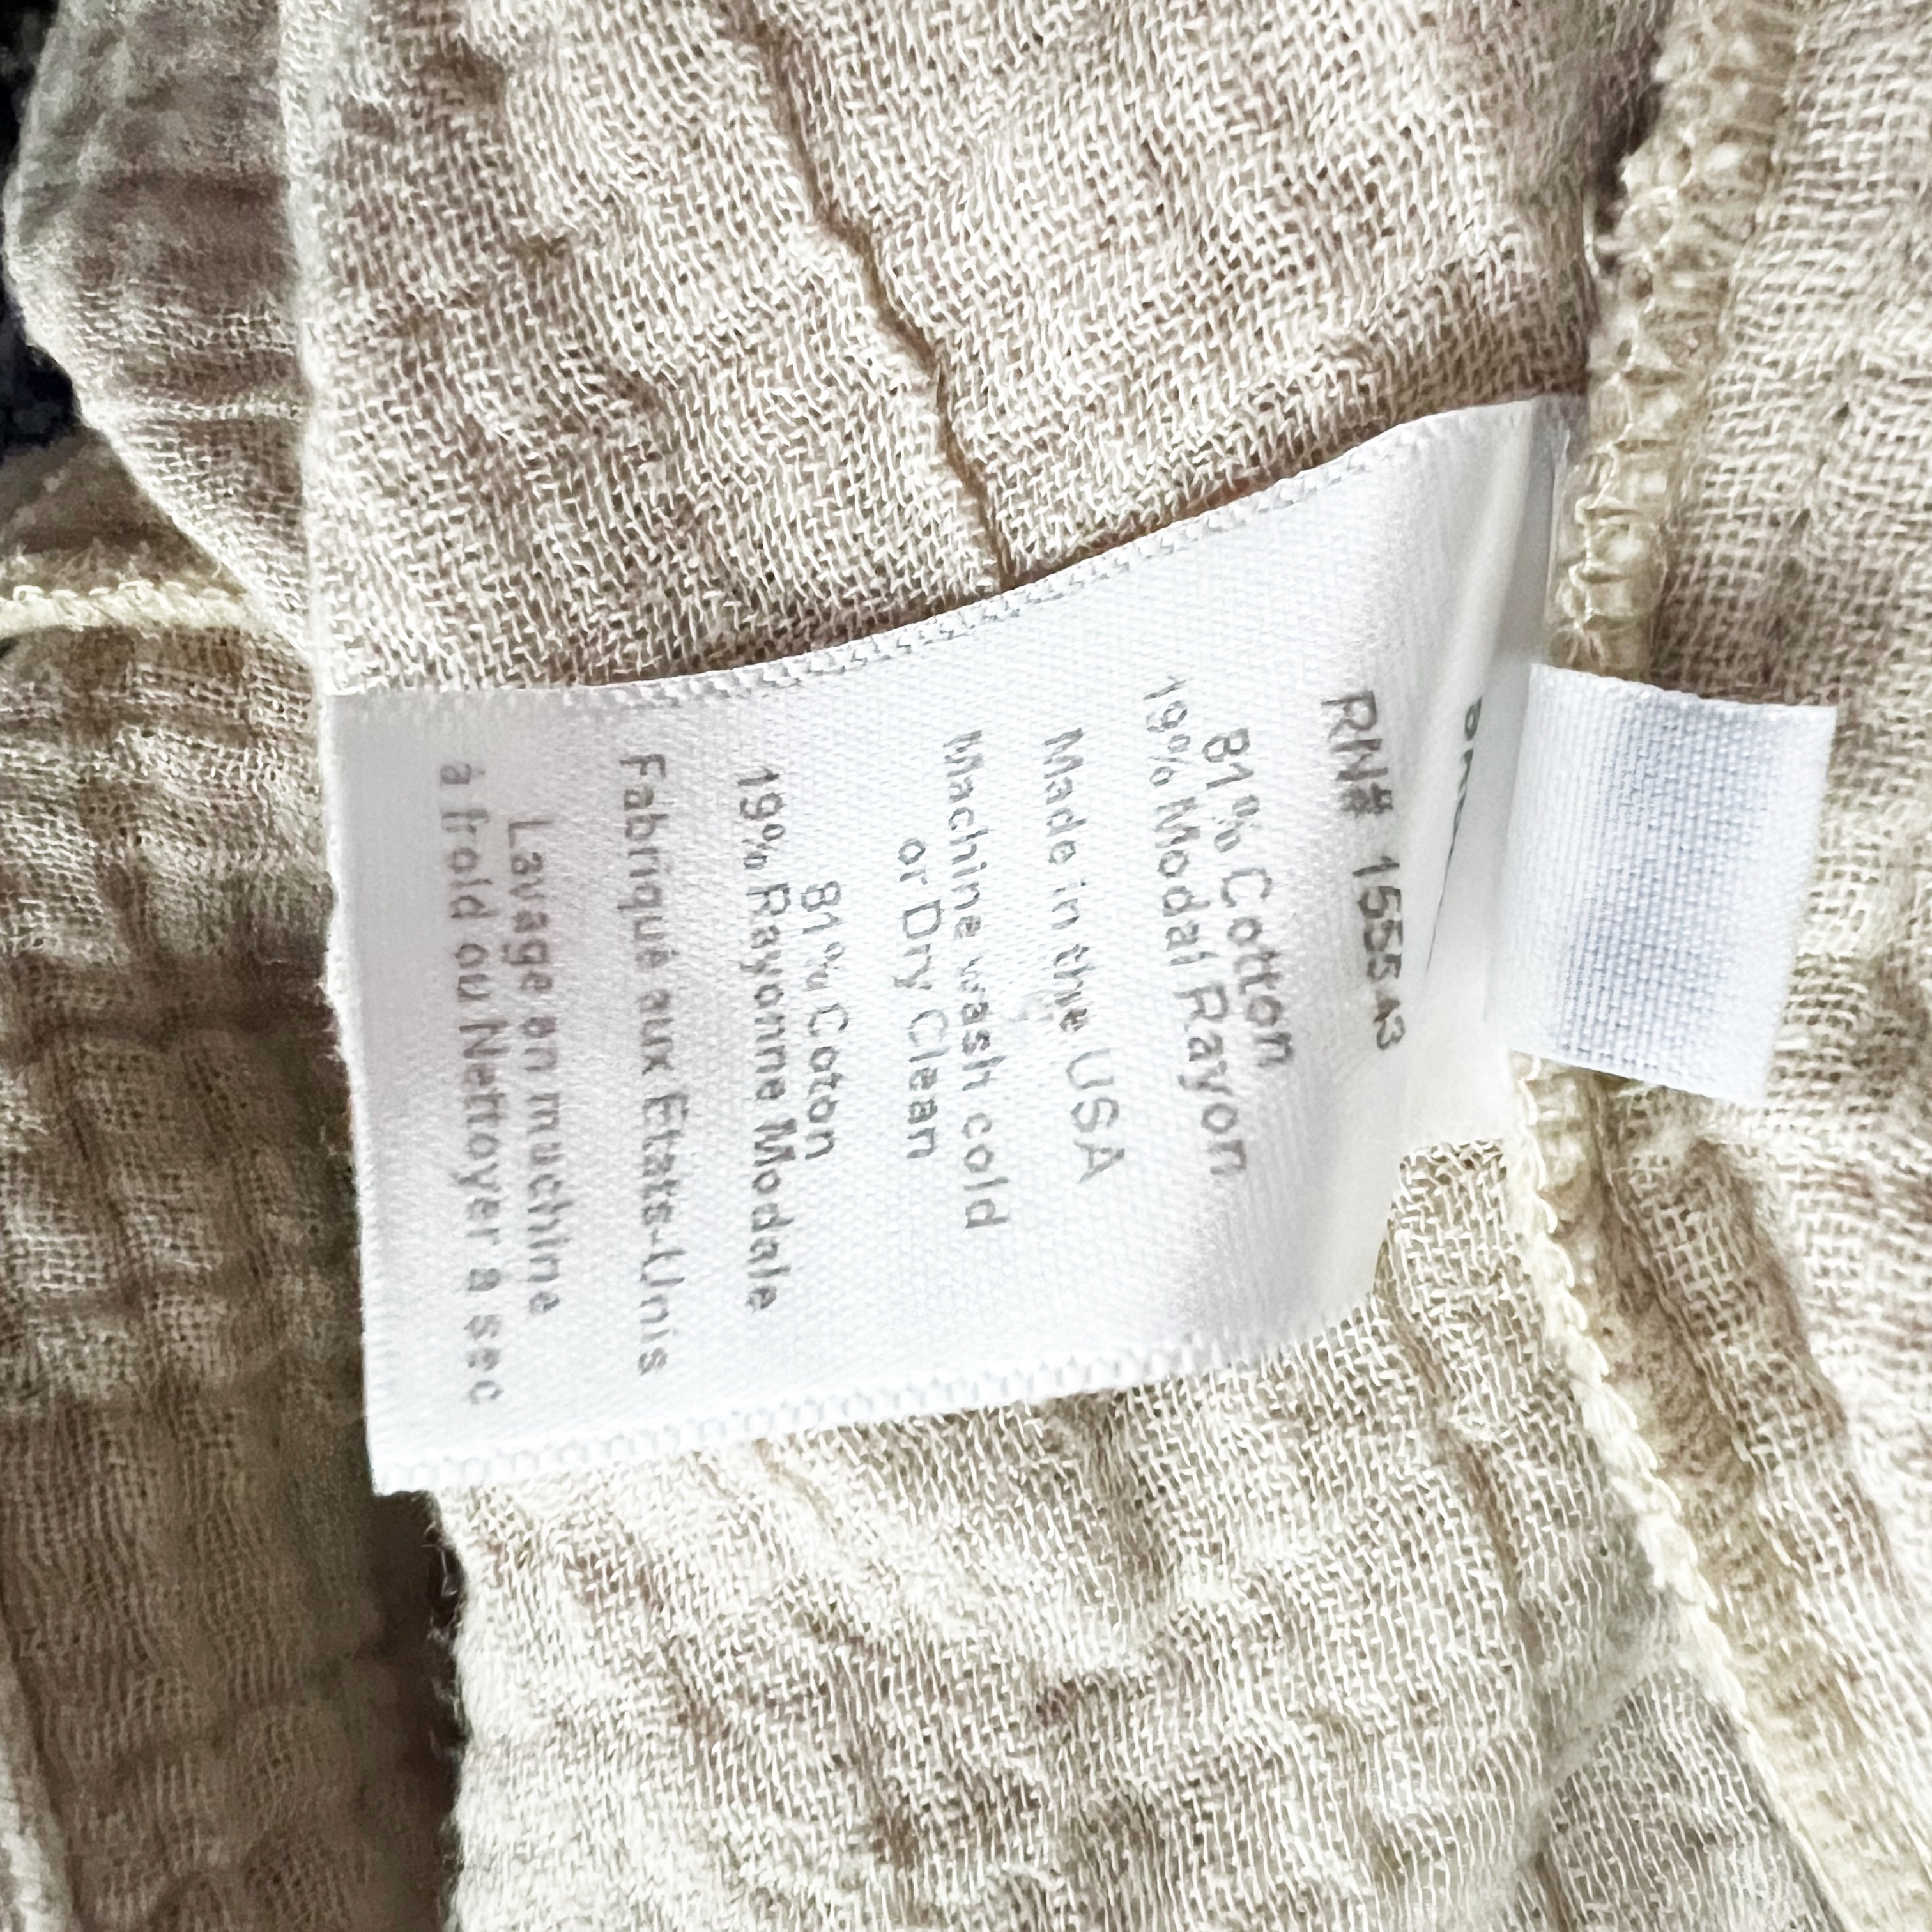 RN# 155543
81% Cotton
19% Modal Rayon
Made in the USA
Machine wash cold
or Dry Clean
81% Coton
19% Rayonne Modale
Fabriqué aux Etats-Unis
Lavage en machine
a froid ou Nettoyer a sec